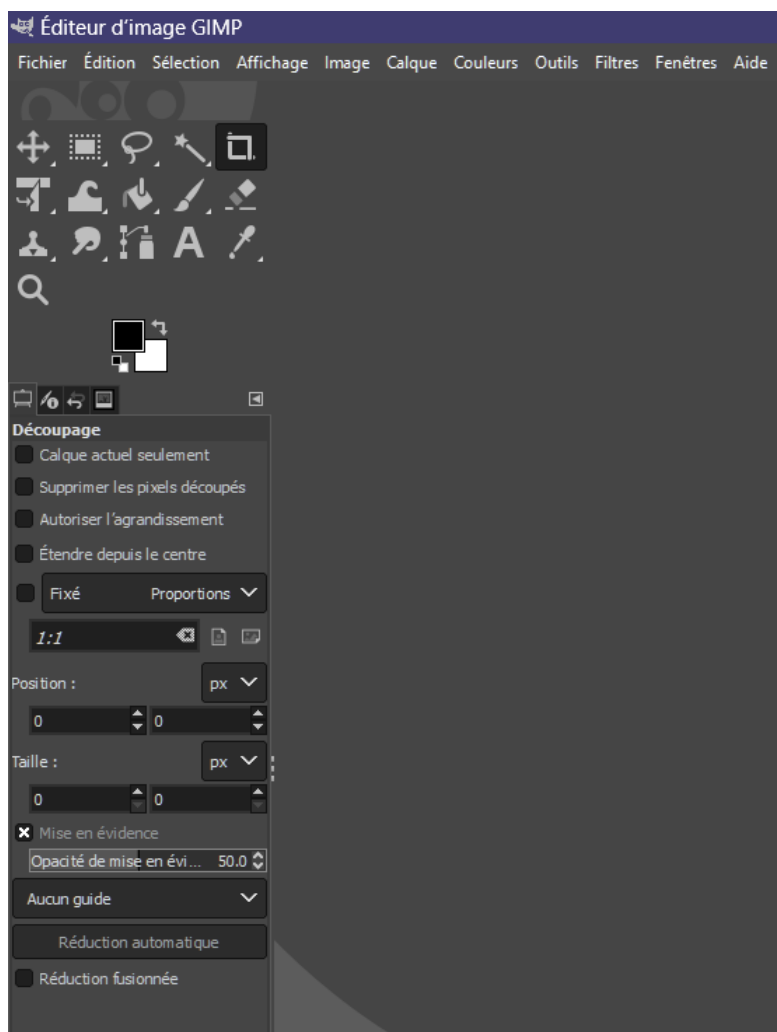 Éditeur d’image GIMP
Fichier Édition Sélection Affichage Image Calque Couleurs Outils Filtres Fenêtres Aide
Découpage
Calque actuel seulement
Supprimer les pixels découpés
Autoriser l’agrandissement
Étendre depuis le centre
Fixé Proportions
1:1
Position : px
0 0
Taille : px
0 0
Mise en évidence
Opacité de mise en évi... 50.0
Aucun guide
Réduction automatique
Réduction fusionnée